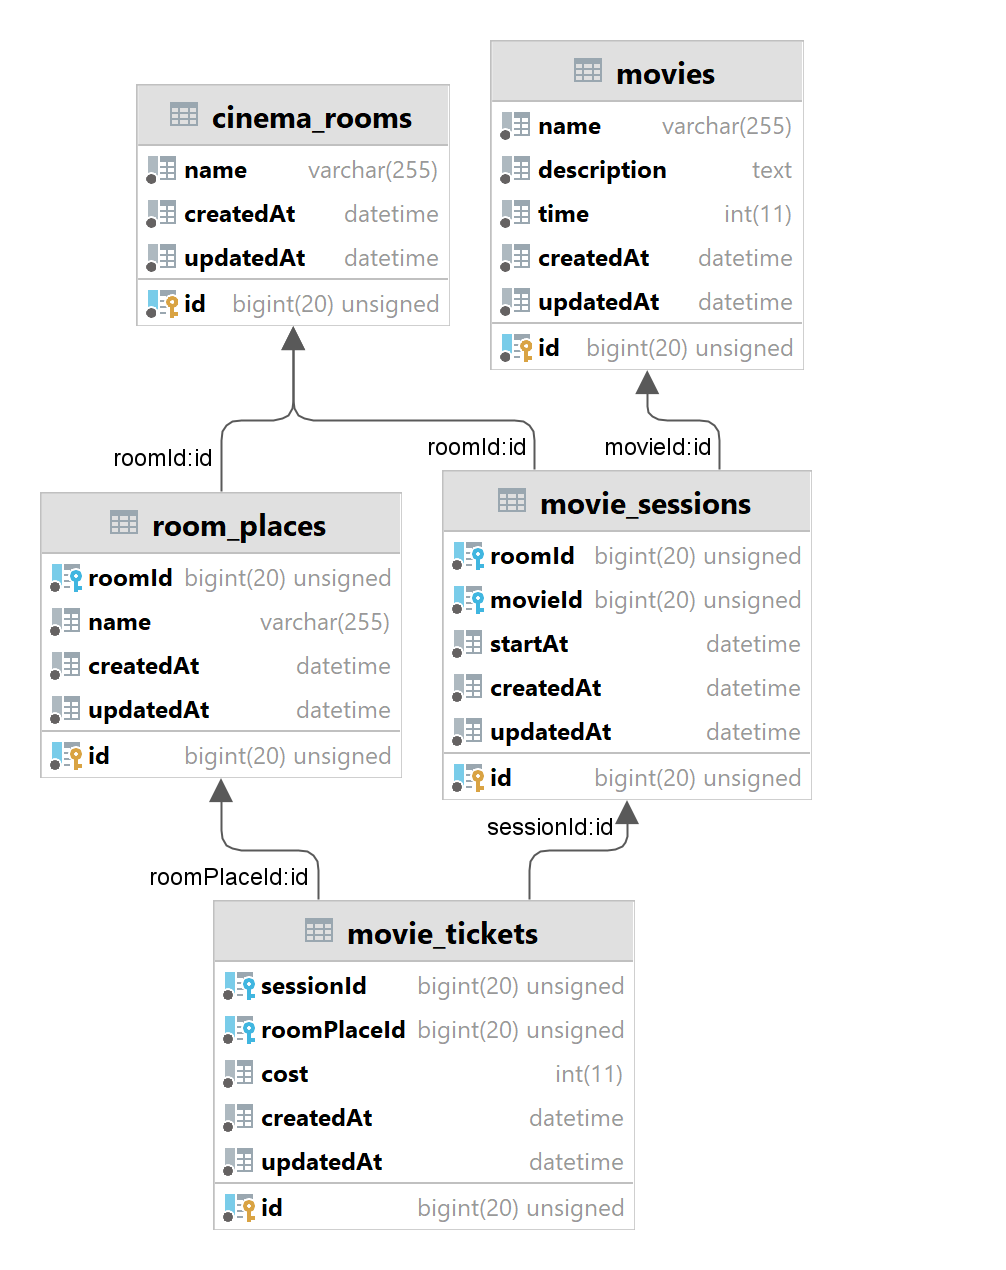 movies
name varchar(255)
description text
time int(11)
createdAt datetime
updatedAt datetime
id bigint(20) unsigned
cinema_rooms
name varchar(255)
createdAt datetime
updatedAt datetime
id bigint(20) unsigned
roomId:id
roomId:id
movieId:id
room_places
roomId bigint(20) unsigned
name varchar(255)
createdAt datetime
updatedAt datetime
id bigint(20) unsigned
movie_sessions
roomId bigint(20) unsigned
movieId bigint(20) unsigned
startAt datetime
createdAt datetime
updatedAt datetime
id bigint(20) unsigned
roomPlaceId:id
sessionId:id
movie_tickets
sessionId bigint(20) unsigned
roomPlaceId bigint(20) unsigned
cost int(11)
createdAt datetime
updatedAt datetime
id bigint(20) unsigned